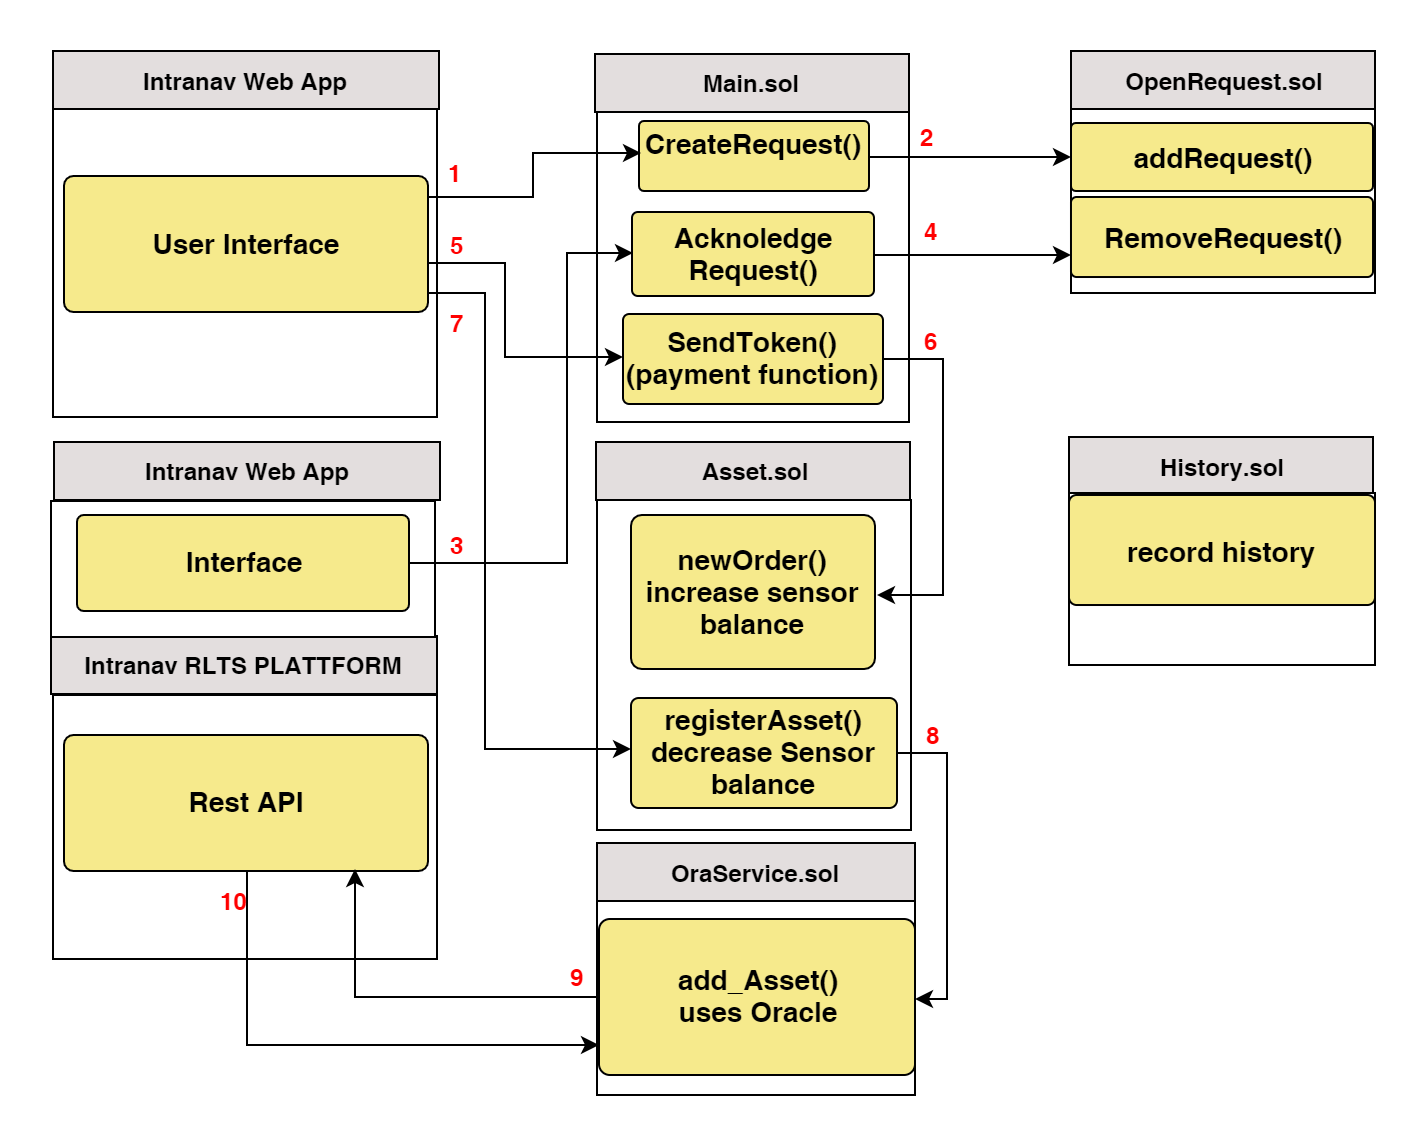 Intranav Web App
User Interface
1
5
7
Main.sol
CreateRequest()
Acknoledge
Request()
SendToken()
(payment function)
2
4
6
OpenRequest.sol
addRequest()
RemoveRequest()
Intranav Web App
Interface
3
Asset.sol
newOrder()
increase sensor
balance
registerAsset()
decrease Sensor
balance
8
History.sol
record history
Intranav RLTS PLATTFORM
Rest API
10
9
OraService.sol
add_Asset()
uses Oracle